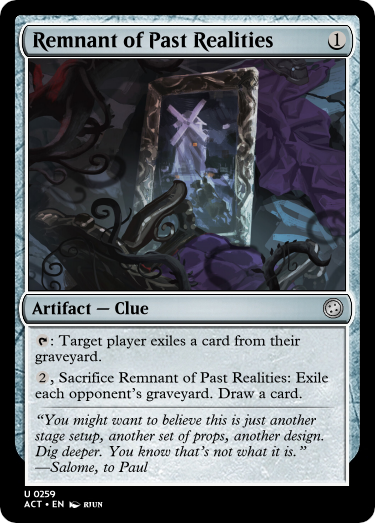 Remnant of Past Realities 1
Artifact — Clue
: Target player exiles a card from their
graveyard.
2, Sacrifice Remnant of Past Realities: Exile
each opponent's graveyard. Draw a card.
“You might want to believe this is just another
stage setup, another set of props, another design.
Dig deeper. You know that's not what it is.”
—Salome, to Paul
U 0259
ACT • EN RJUN